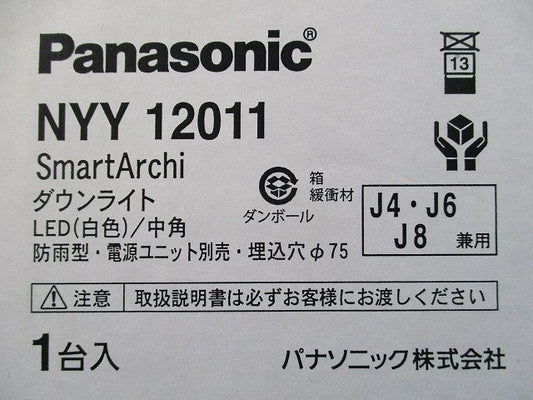 Panasonic®
13
NYY 12011
SmartArchi
ダウンライト
箱
緩衝材
ダンボール
LED(白色)/中角
J4・J6
J8 兼用
防雨型・電源ユニット別売・埋込穴φ75
注意 取扱説明書は必ずお客様にお渡しください
1台入
パナソニック株式会社